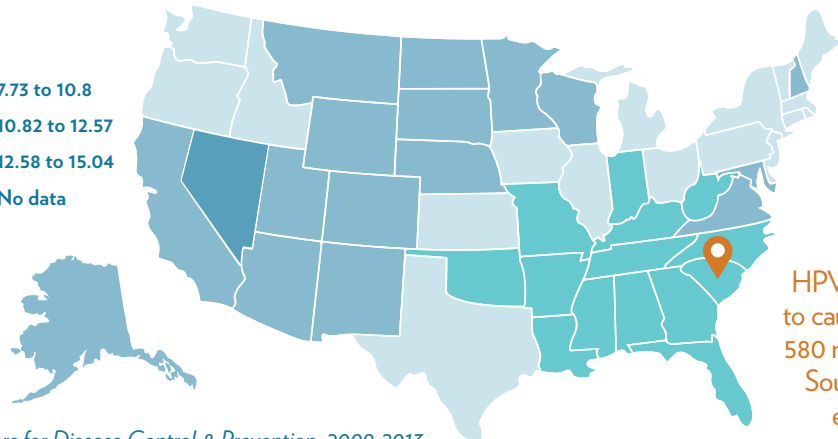 7.73 to 10.8
10.82 to 12.57
12.58 to 15.04
No data
HPV
to cau
580 r
Sou
e
for Disease Control & Prevention, 2009-2013